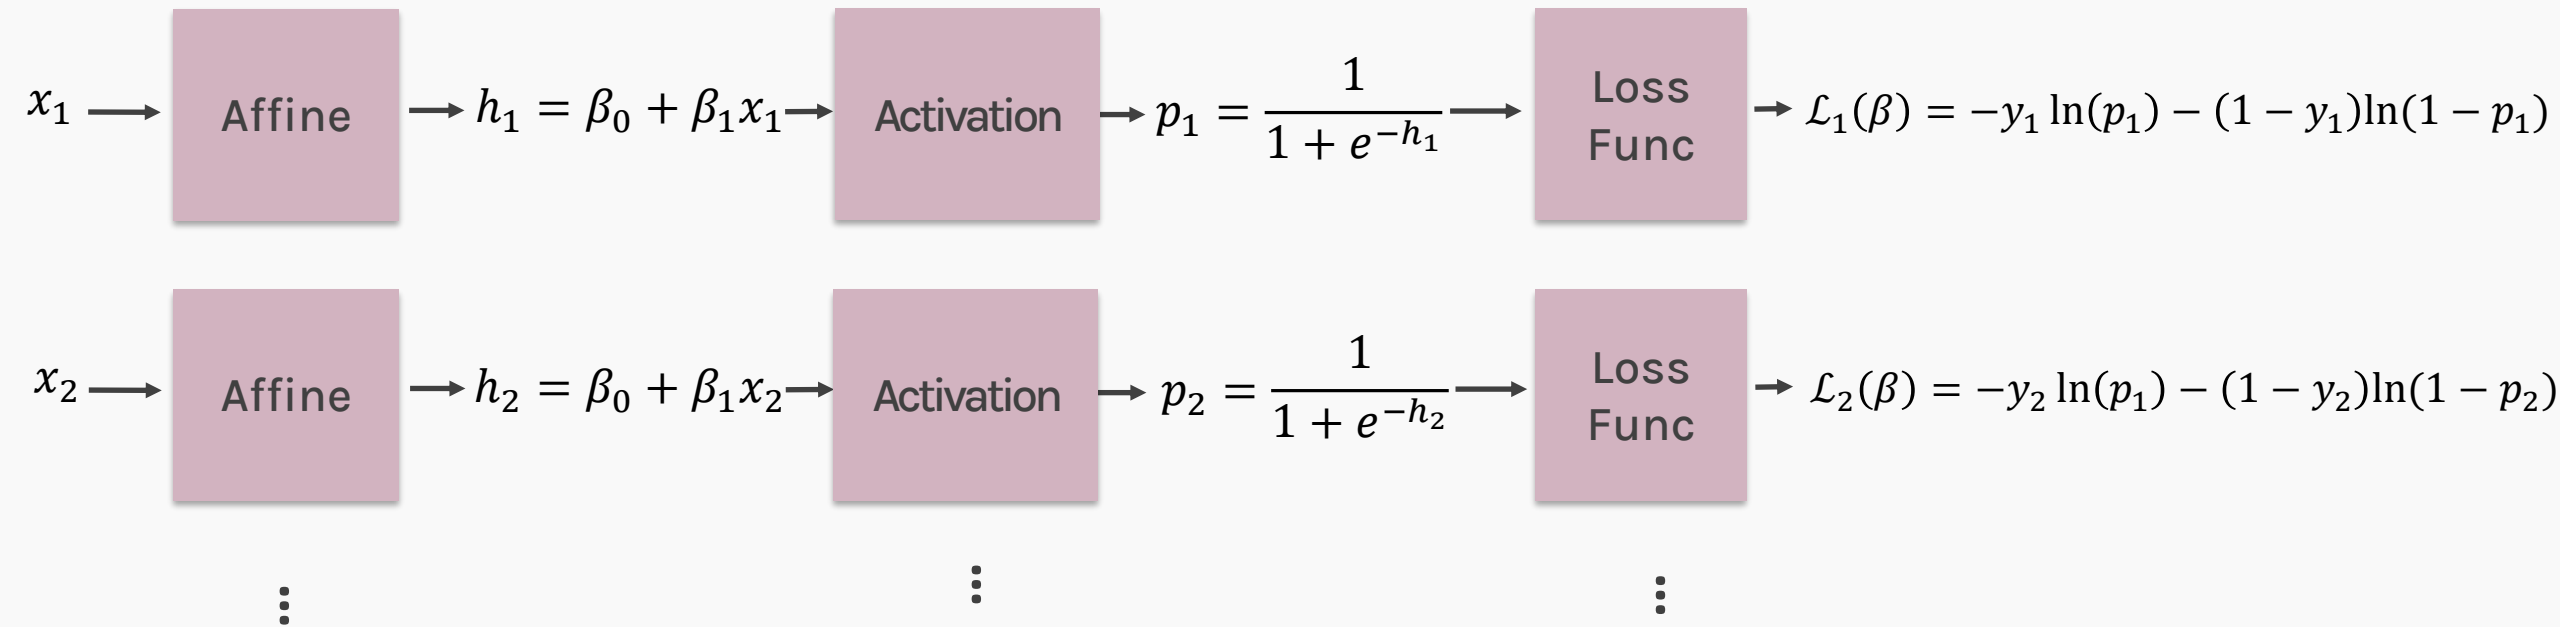 x₁ → Affine → h₁ = β₀ + β₁x₁ → Activation → p₁ = 1 / (1 + e^(−h₁)) → Loss Func → ℒ₁(β) = −y₁ ln(p₁) − (1 − y₁)ln(1 − p₁)
x₂ → Affine → h₂ = β₀ + β₁x₂ → Activation → p₂ = 1 / (1 + e^(−h₂)) → Loss Func → ℒ₂(β) = −y₂ ln(p₁) − (1 − y₂)ln(1 − p₂)
⋮ ⋮ ⋮